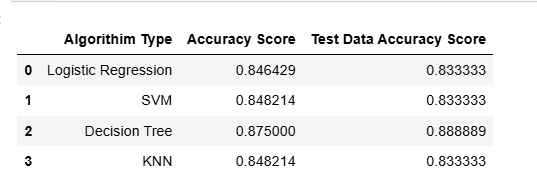 Algorithim Type Accuracy Score Test Data Accuracy Score
0 Logistic Regression 0.846429 0.833333
1 SVM 0.848214 0.833333
2 Decision Tree 0.875000 0.888889
3 KNN 0.848214 0.833333